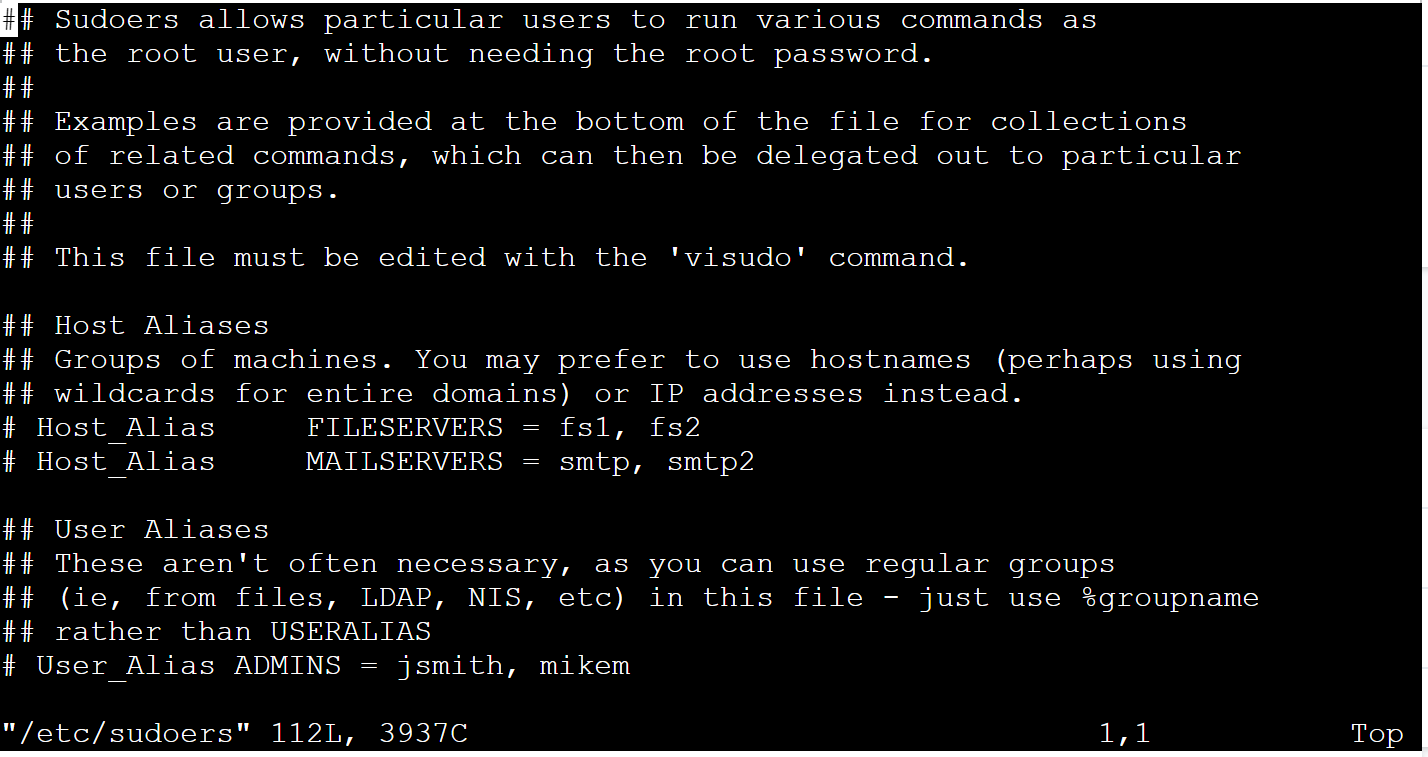 ## Sudoers allows particular users to run various commands as
## the root user, without needing the root password.
##
## Examples are provided at the bottom of the file for collections
## of related commands, which can then be delegated out to particular
## users or groups.
##
## This file must be edited with the 'visudo' command.

## Host Aliases
## Groups of machines. You may prefer to use hostnames (perhaps using
## wildcards for entire domains) or IP addresses instead.
# Host_Alias     FILESERVERS = fs1, fs2
# Host_Alias     MAILSERVERS = smtp, smtp2

## User Aliases
## These aren't often necessary, as you can use regular groups
## (ie, from files, LDAP, NIS, etc) in this file - just use %groupname
## rather than USERALIAS
# User_Alias ADMINS = jsmith, mikem

"/etc/sudoers" 112L, 3937C                                   1,1           Top